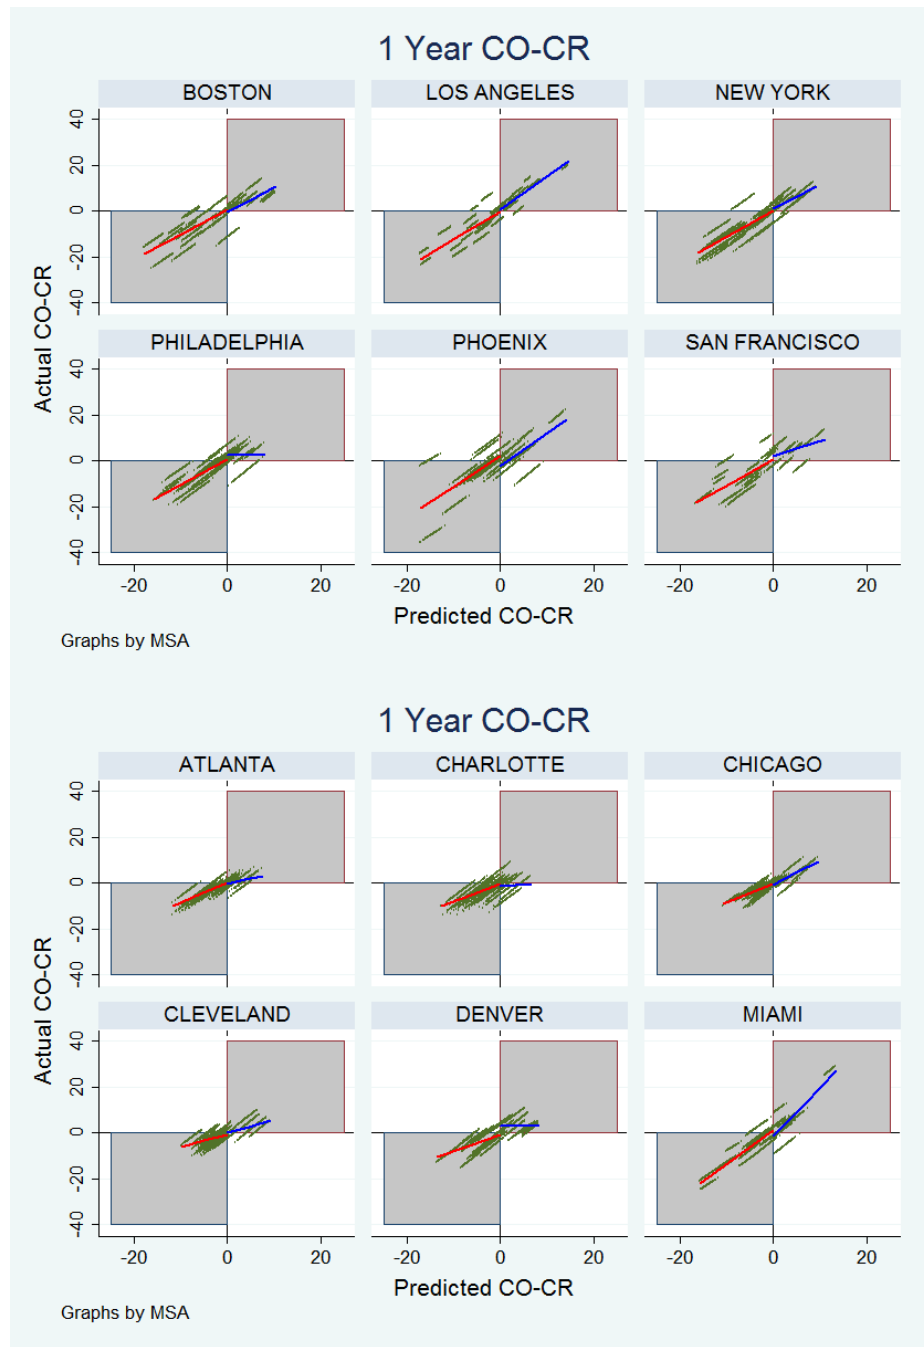 1 Year CO-CR
BOSTON LOS ANGELES NEW YORK
40
20
0
-20
-40
PHILADELPHIA PHOENIX SAN FRANCISCO
40
20
0
-20
-40
Actual CO-CR
-20 0 20 -20 0 20 -20 0 20
Predicted CO-CR
Graphs by MSA
1 Year CO-CR
ATLANTA CHARLOTTE CHICAGO
40
20
0
-20
-40
CLEVELAND DENVER MIAMI
40
20
0
-20
-40
Actual CO-CR
-20 0 20 -20 0 20 -20 0 20
Predicted CO-CR
Graphs by MSA